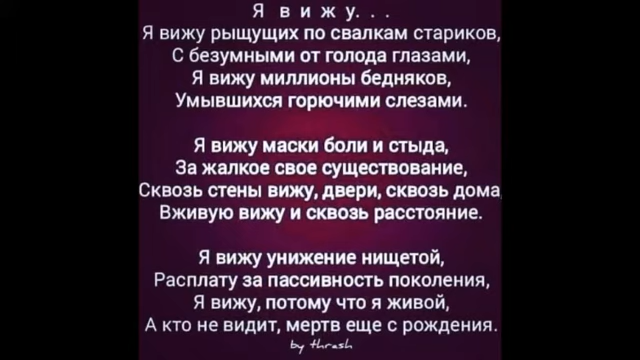 Я в и ж у. . .
Я вижу рыщущих по свалкам стариков,
С безумными от голода глазами,
Я вижу миллионы бедняков,
Умывшихся горючими слезами.
Я вижу маски боли и стыда,
За жалкое свое существование,
Сквозь стены вижу, двери, сквозь дома,
Вживую вижу и сквозь расстояние.
Я вижу унижение нищетой,
Расплату за пассивность поколения,
Я вижу, потому что я живой,
А кто не видит, мертв еще с рождения.
by thrash